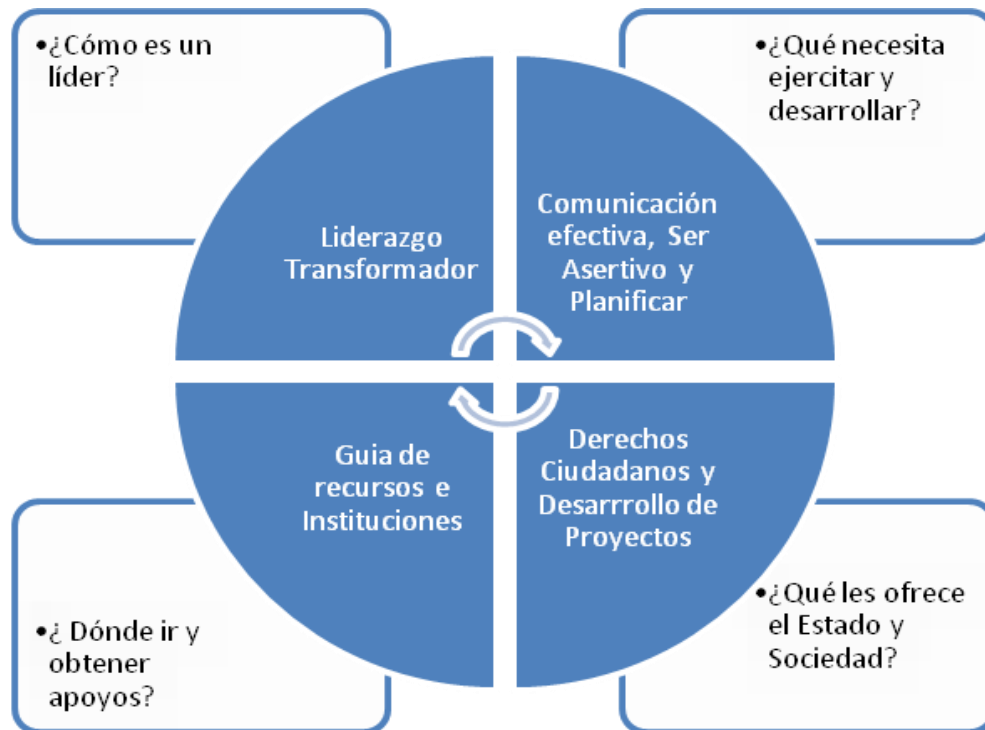 •¿Cómo es un
líder?
•¿Qué necesita
ejercitar y
desarrollar?
Liderazgo
Transformador
Comunicación
efectiva, Ser
Asertivo y
Planificar
Guia de
recursos e
Instituciones
Derechos
Ciudadanos y
Desarrrollo de
Proyectos
•¿ Dónde ir y
obtener
apoyos?
•¿Qué les ofrece
el Estado y
Sociedad?